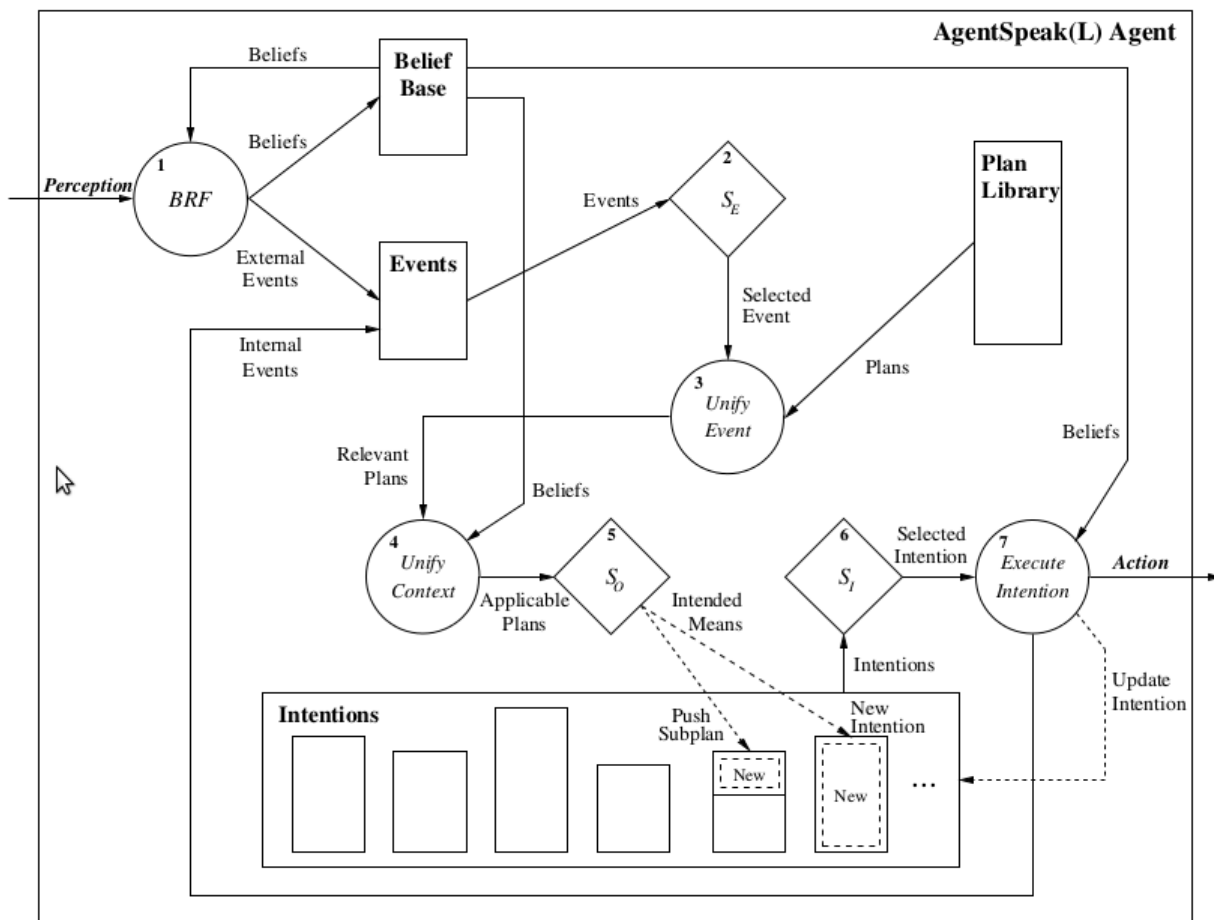 AgentSpeak(L) Agent
Beliefs
Belief
Base
Beliefs
1
BRF
Perception
2
S_E
Plan
Library
Events
External
Events
Events
Selected
Event
Internal
Events
3
Unify
Event
Plans
Relevant
Plans
Beliefs
Beliefs
4
Unify
Context
Applicable
Plans
5
S_O
Intended
Means
6
S_I
Selected
Intention
7
Execute
Intention
Action
Intentions
Update
Intention
Intentions
Push
Subplan
New
Intention
New
New
...